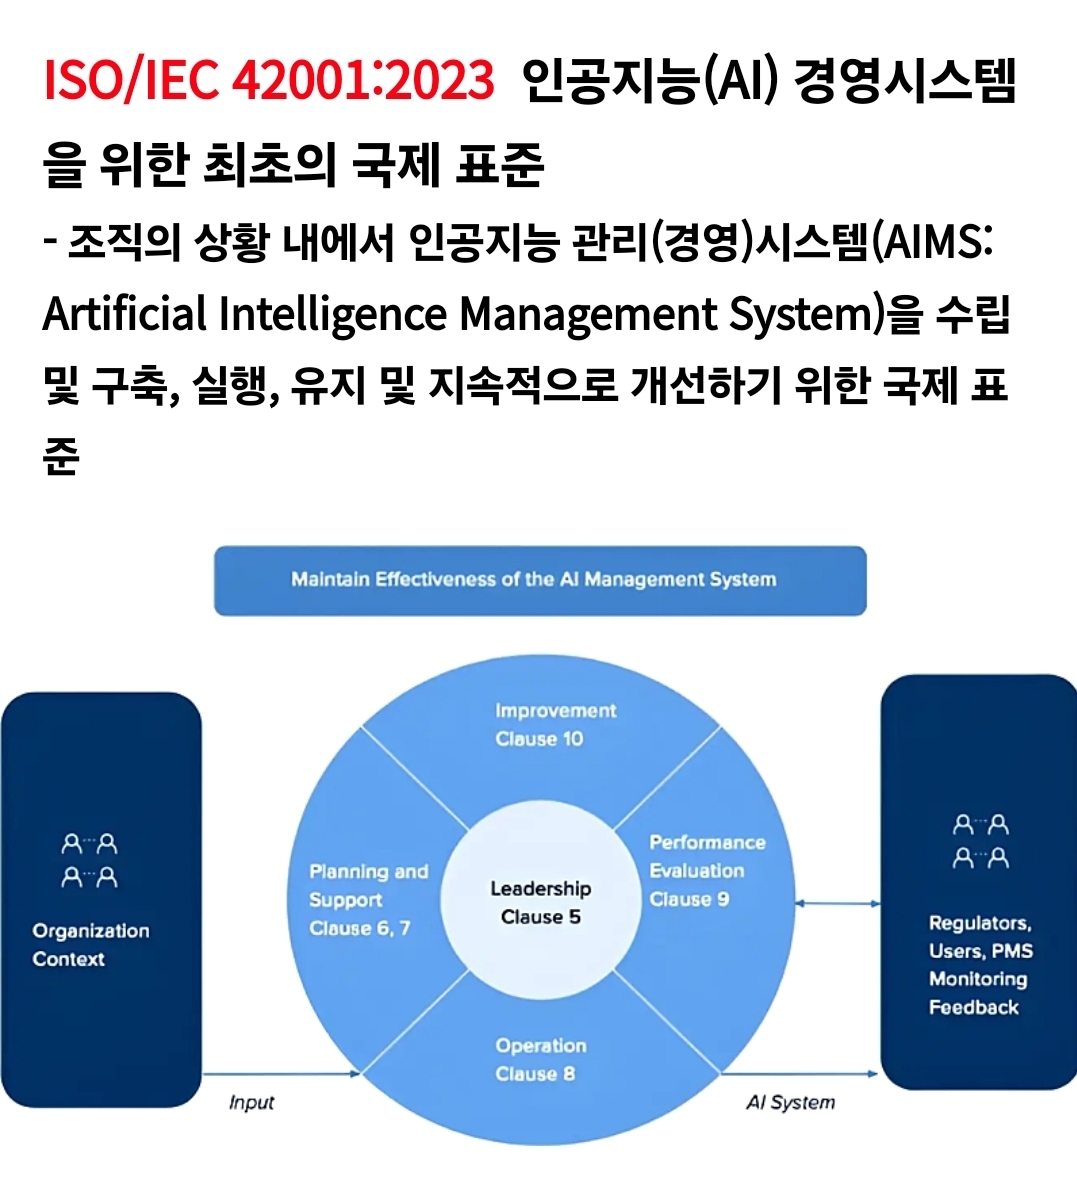 ISO/IEC 42001:2023 인공지능(AI) 경영시스템
을 위한 최초의 국제 표준
- 조직의 상황 내에서 인공지능 관리(경영)시스템(AIMS:
Artificial Intelligence Management System)을 수립
및 구축, 실행, 유지 및 지속적으로 개선하기 위한 국제 표
준
Maintain Effectiveness of the AI Management System
Organization
Context
Input
Improvement
Clause 10
Planning and
Support
Clause 6, 7
Leadership
Clause 5
Performance
Evaluation
Clause 9
Operation
Clause 8
AI System
Regulators,
Users, PMS
Monitoring
Feedback